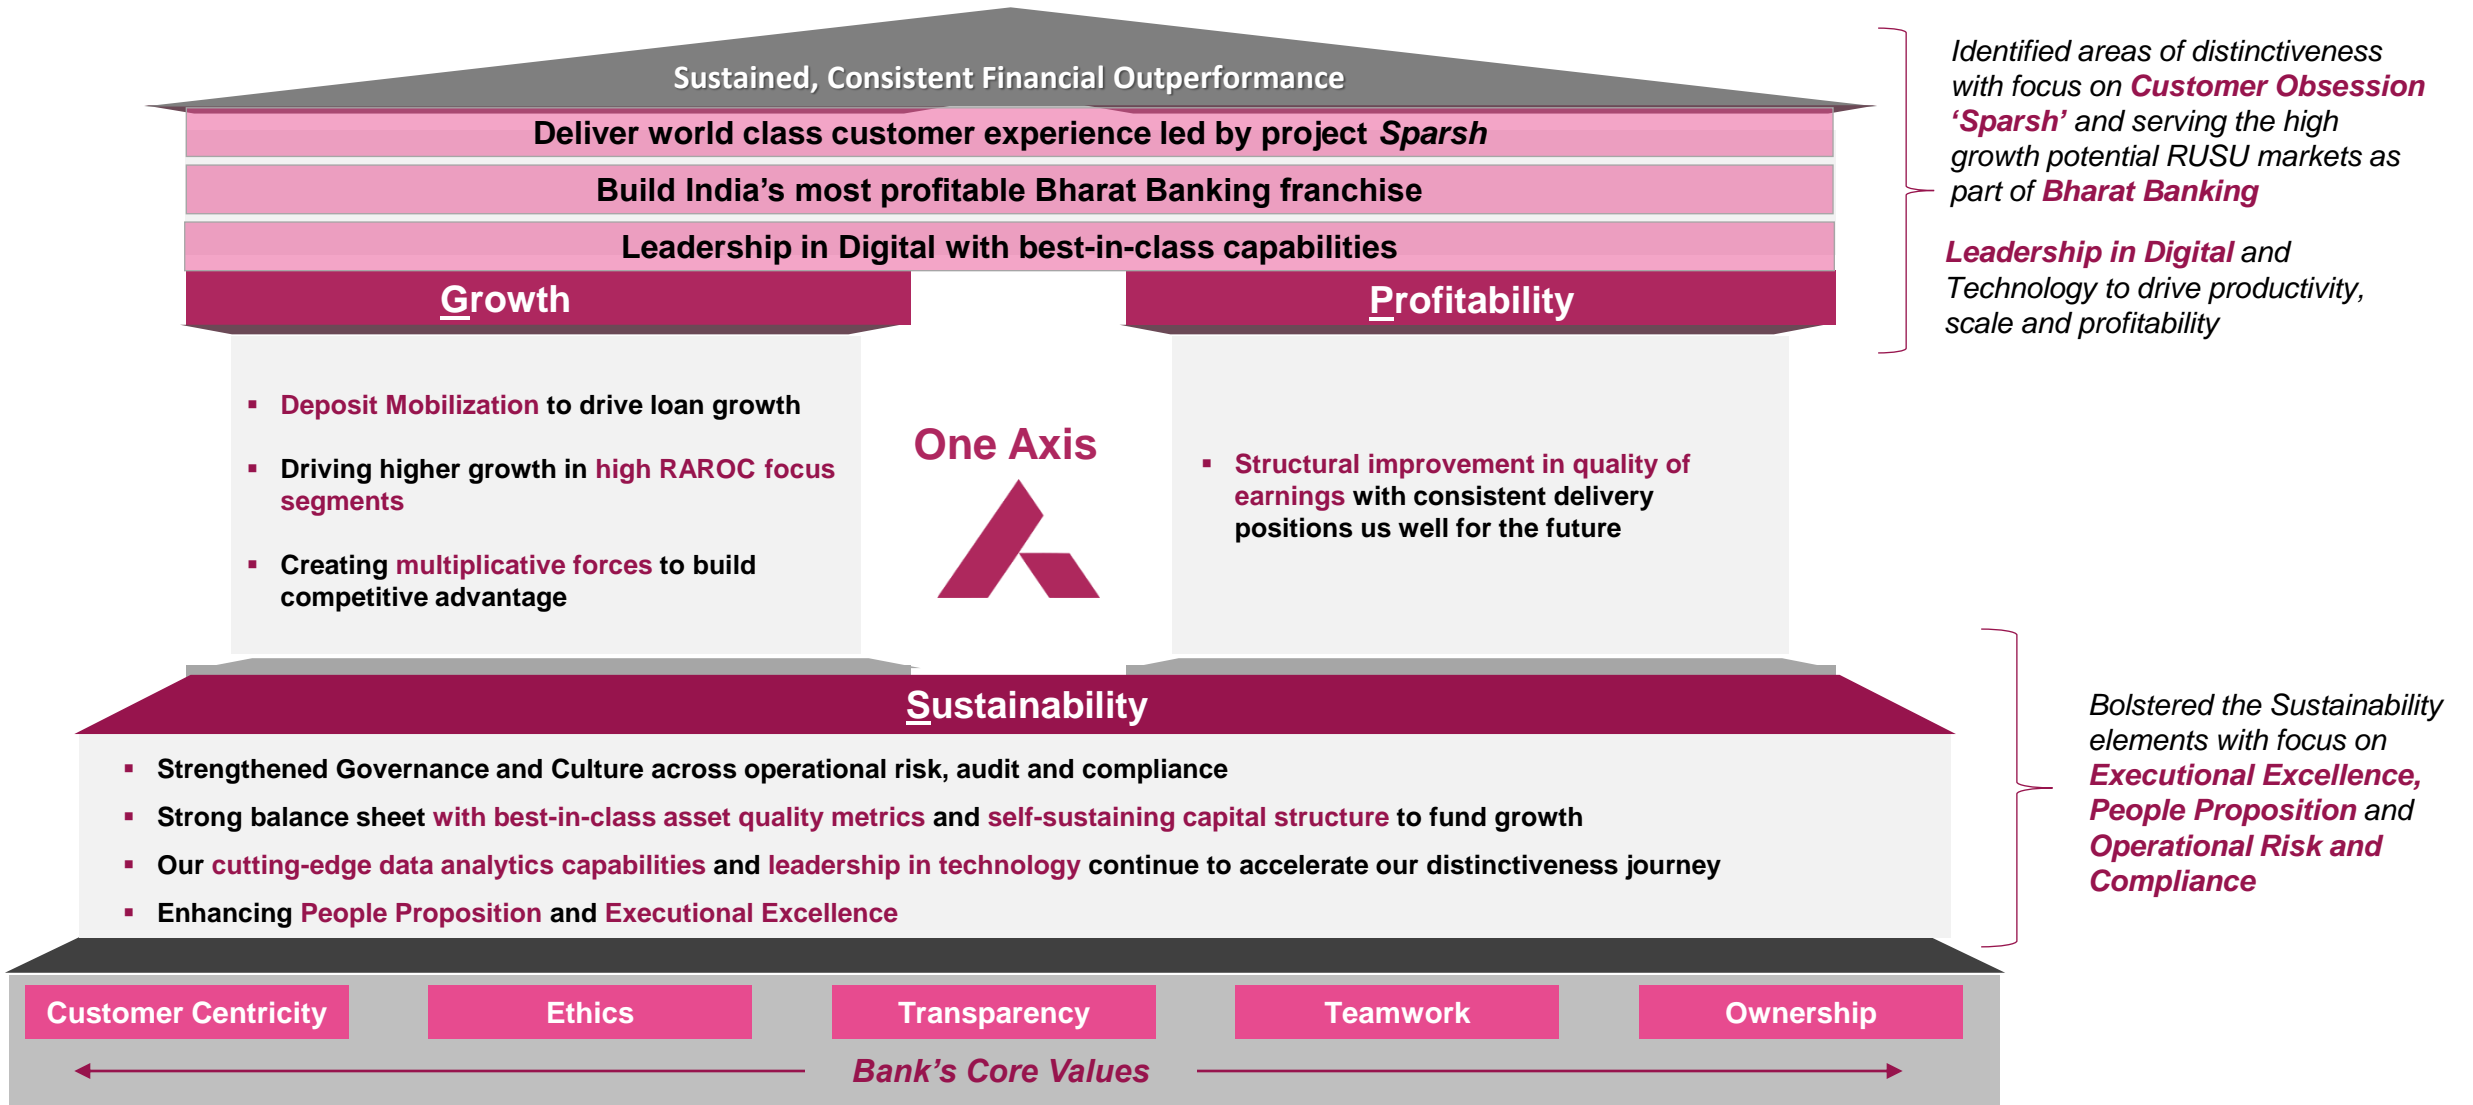 Sustained, Consistent Financial Outperformance
Deliver world class customer experience led by project Sparsh
Build India’s most profitable Bharat Banking franchise
Leadership in Digital with best-in-class capabilities
Identified areas of distinctiveness
with focus on Customer Obsession
‘Sparsh’ and serving the high
growth potential RUSU markets as
part of Bharat Banking
Leadership in Digital and
Technology to drive productivity,
scale and profitability
Growth
▪ Deposit Mobilization to drive loan growth
▪ Driving higher growth in high RAROC focus
segments
▪ Creating multiplicative forces to build
competitive advantage
One Axis
Profitability
▪ Structural improvement in quality of
earnings with consistent delivery
positions us well for the future
Sustainability
▪ Strengthened Governance and Culture across operational risk, audit and compliance
▪ Strong balance sheet with best-in-class asset quality metrics and self-sustaining capital structure to fund growth
▪ Our cutting-edge data analytics capabilities and leadership in technology continue to accelerate our distinctiveness journey
▪ Enhancing People Proposition and Executional Excellence
Bolstered the Sustainability
elements with focus on
Executional Excellence,
People Proposition and
Operational Risk and
Compliance
Customer Centricity
Ethics
Transparency
Teamwork
Ownership
Bank’s Core Values